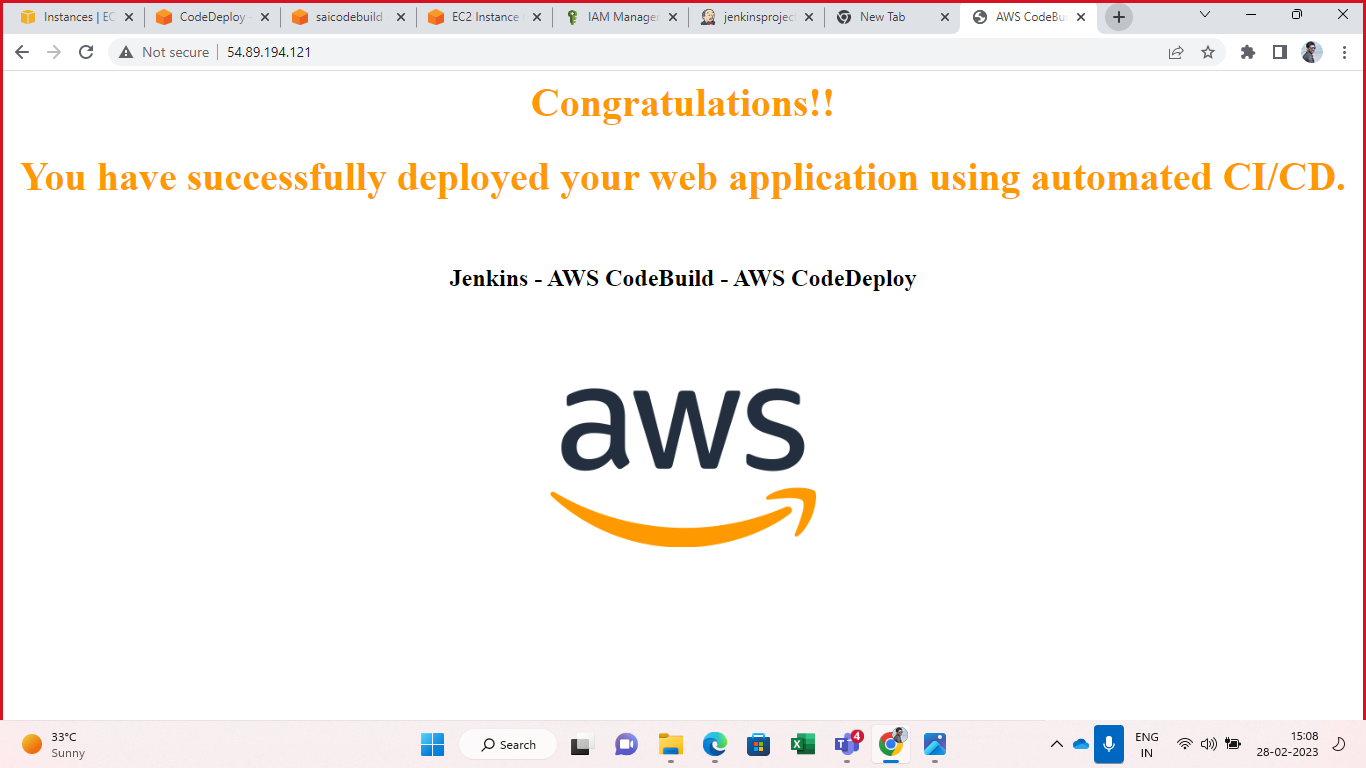 Instances | EC
CodeDeploy -
saicodebuild -
EC2 Instance
IAM Manager
jenkinsproject
New Tab
AWS CodeBu
Not secure
54.89.194.121
Congratulations!!
You have successfully deployed your web application using automated CI/CD.
Jenkins - AWS CodeBuild - AWS CodeDeploy
aws
33°C
Sunny
Search
4
ENG
IN
15:08
28-02-2023